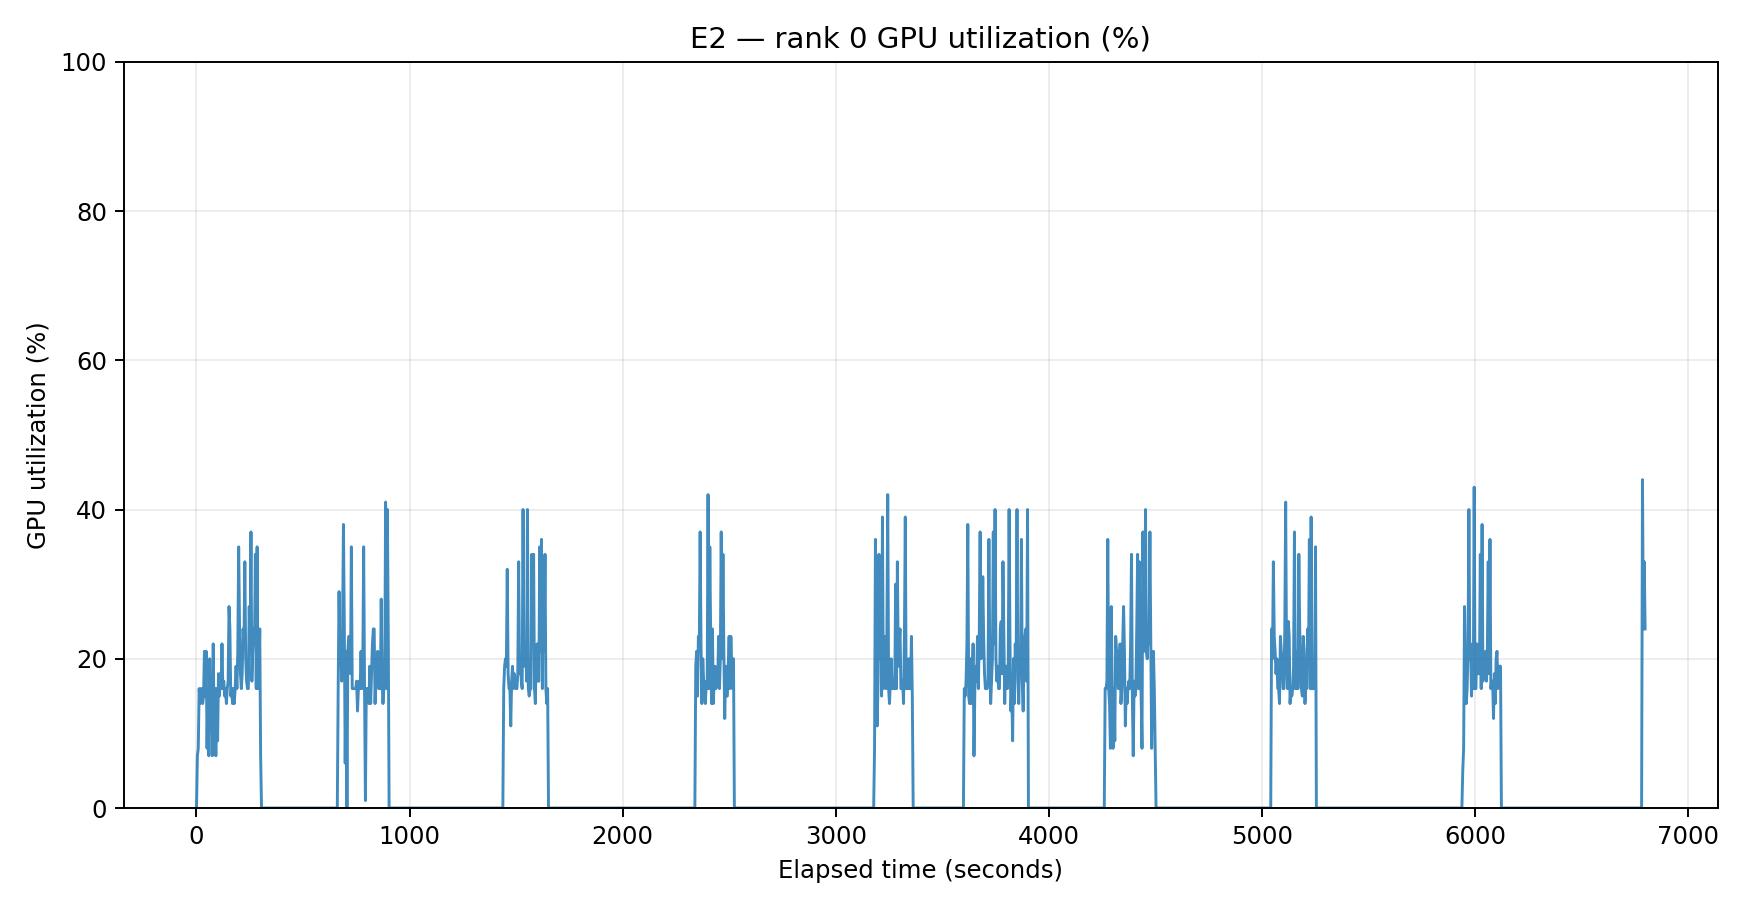 E2 — rank 0 GPU utilization (%)
100
80
60
40
20
0
GPU utilization (%)
0 1000 2000 3000 4000 5000 6000 7000
Elapsed time (seconds)